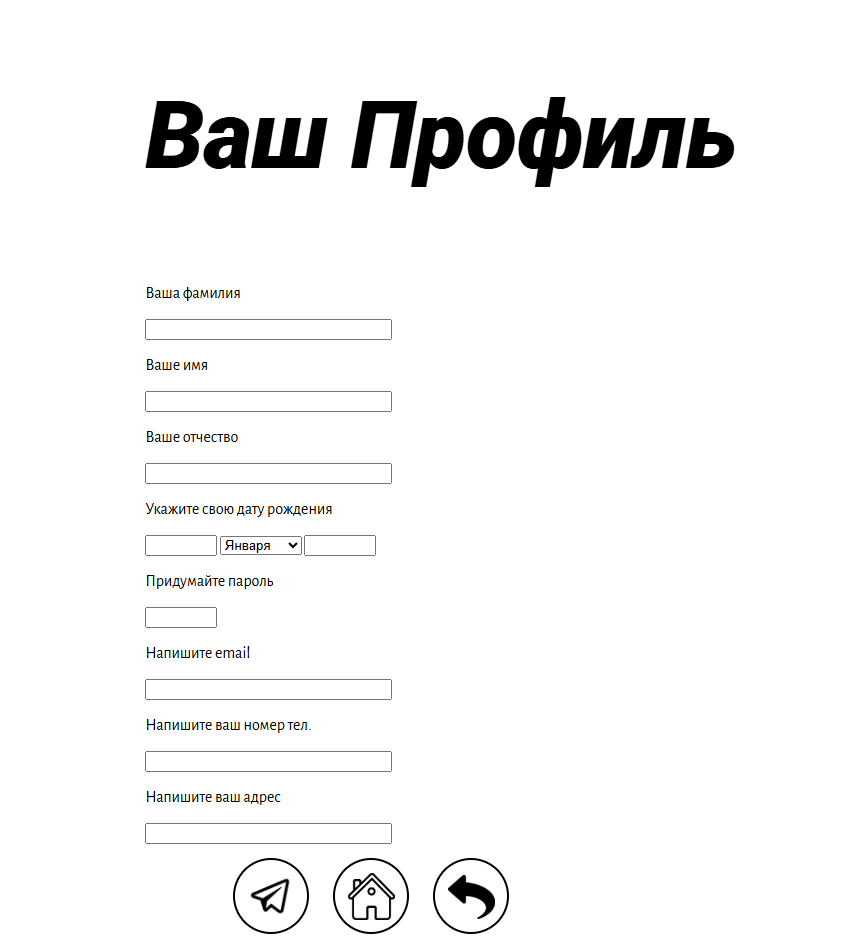 Ваш Профиль
Ваша фамилия
Ваше имя
Ваше отчество
Укажите свою дату рождения
Января
Придумайте пароль
Напишите email
Напишите ваш номер тел.
Напишите ваш адрес